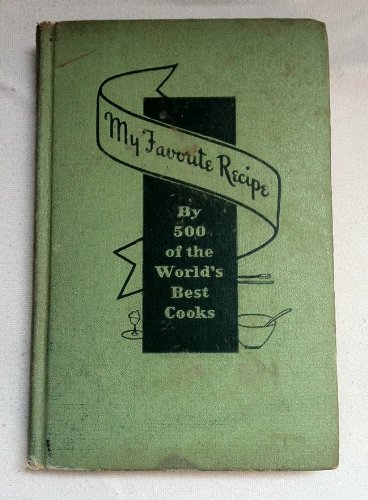 My Favorite Recipe
By
500
of the
World's
Best
Cooks